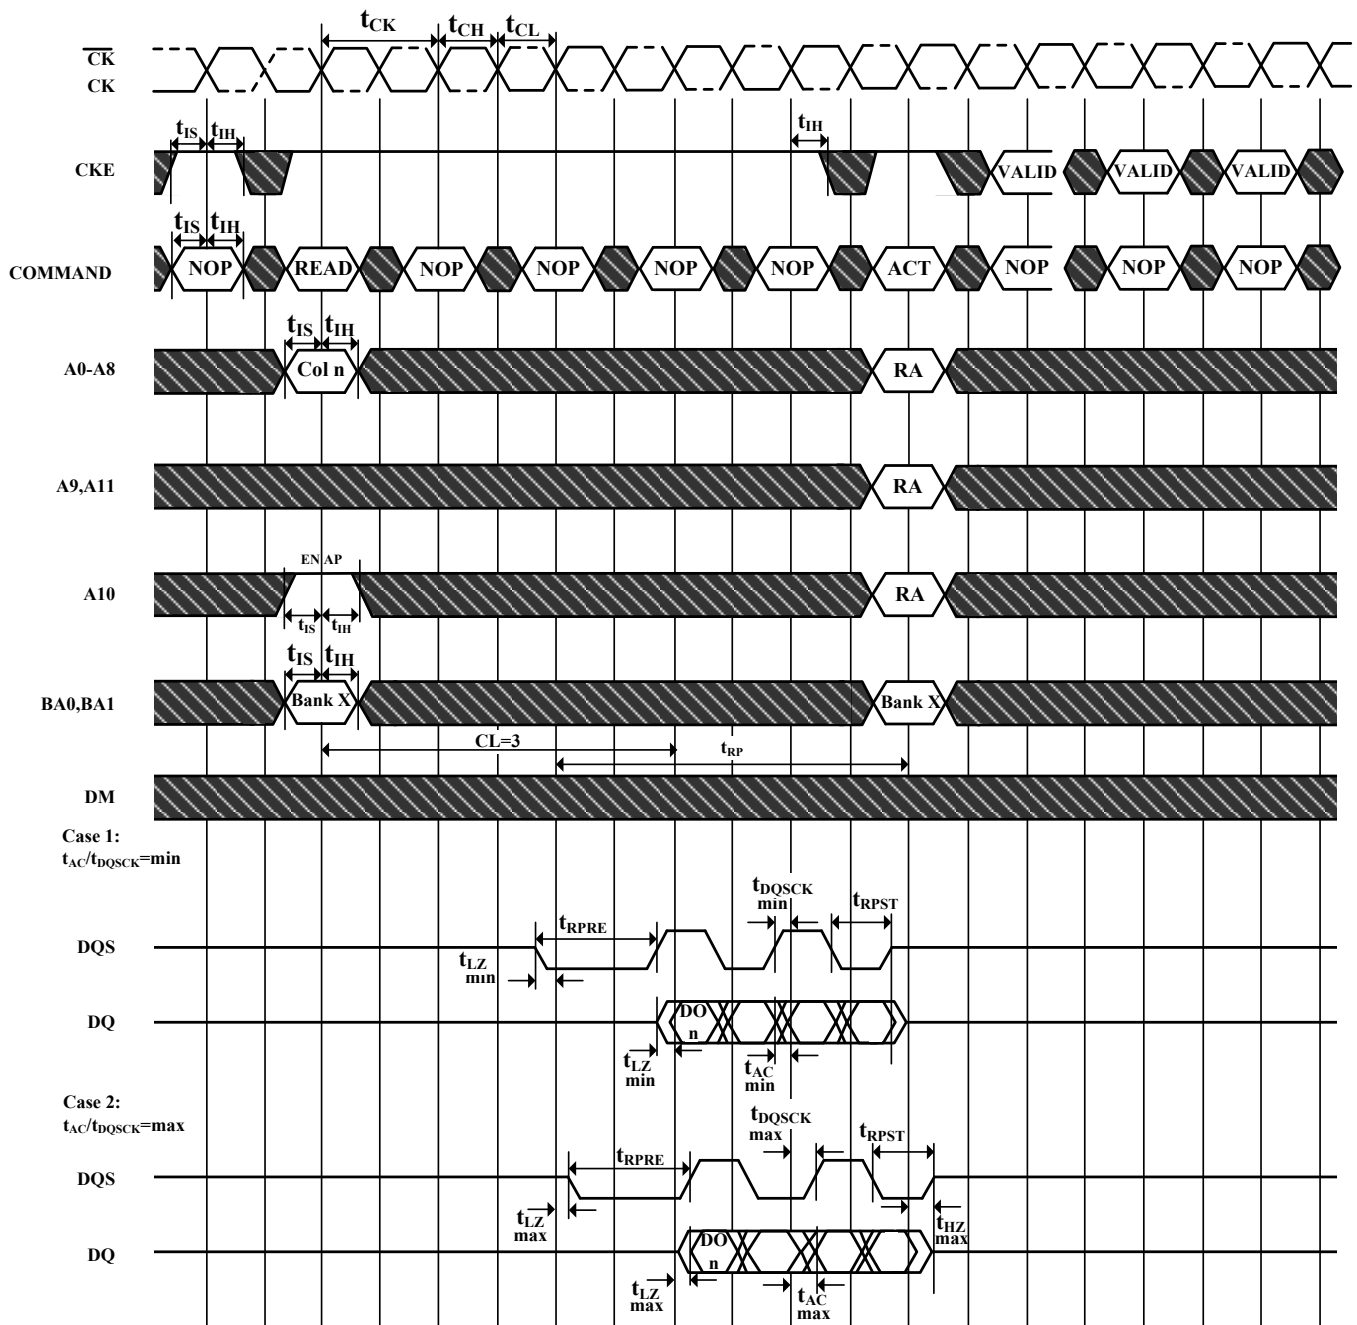 tCK tCH tCL
CK
CK
tIS tIH tIH
CKE VALID VALID VALID
tIS tIH
COMMAND NOP READ NOP NOP NOP NOP ACT NOP NOP NOP
tIS tIH
A0-A8 Col n RA
A9,A11 RA
EN AP
A10 RA
tIS tIH
tIS tIH
BA0,BA1 Bank X Bank X
CL=3 tRP
DM
Case 1:
tAC/tDQSCK=min
tDQSCK
min
tRPST
tRPRE
DQS
tLZ
min
DQ DO
n
tLZ
min
tAC
min
Case 2:
tAC/tDQSCK=max
tDQSCK
max
tRPST
tRPRE
DQS
tLZ
max
tHZ
max
DQ DO
n
tLZ
max
tAC
max